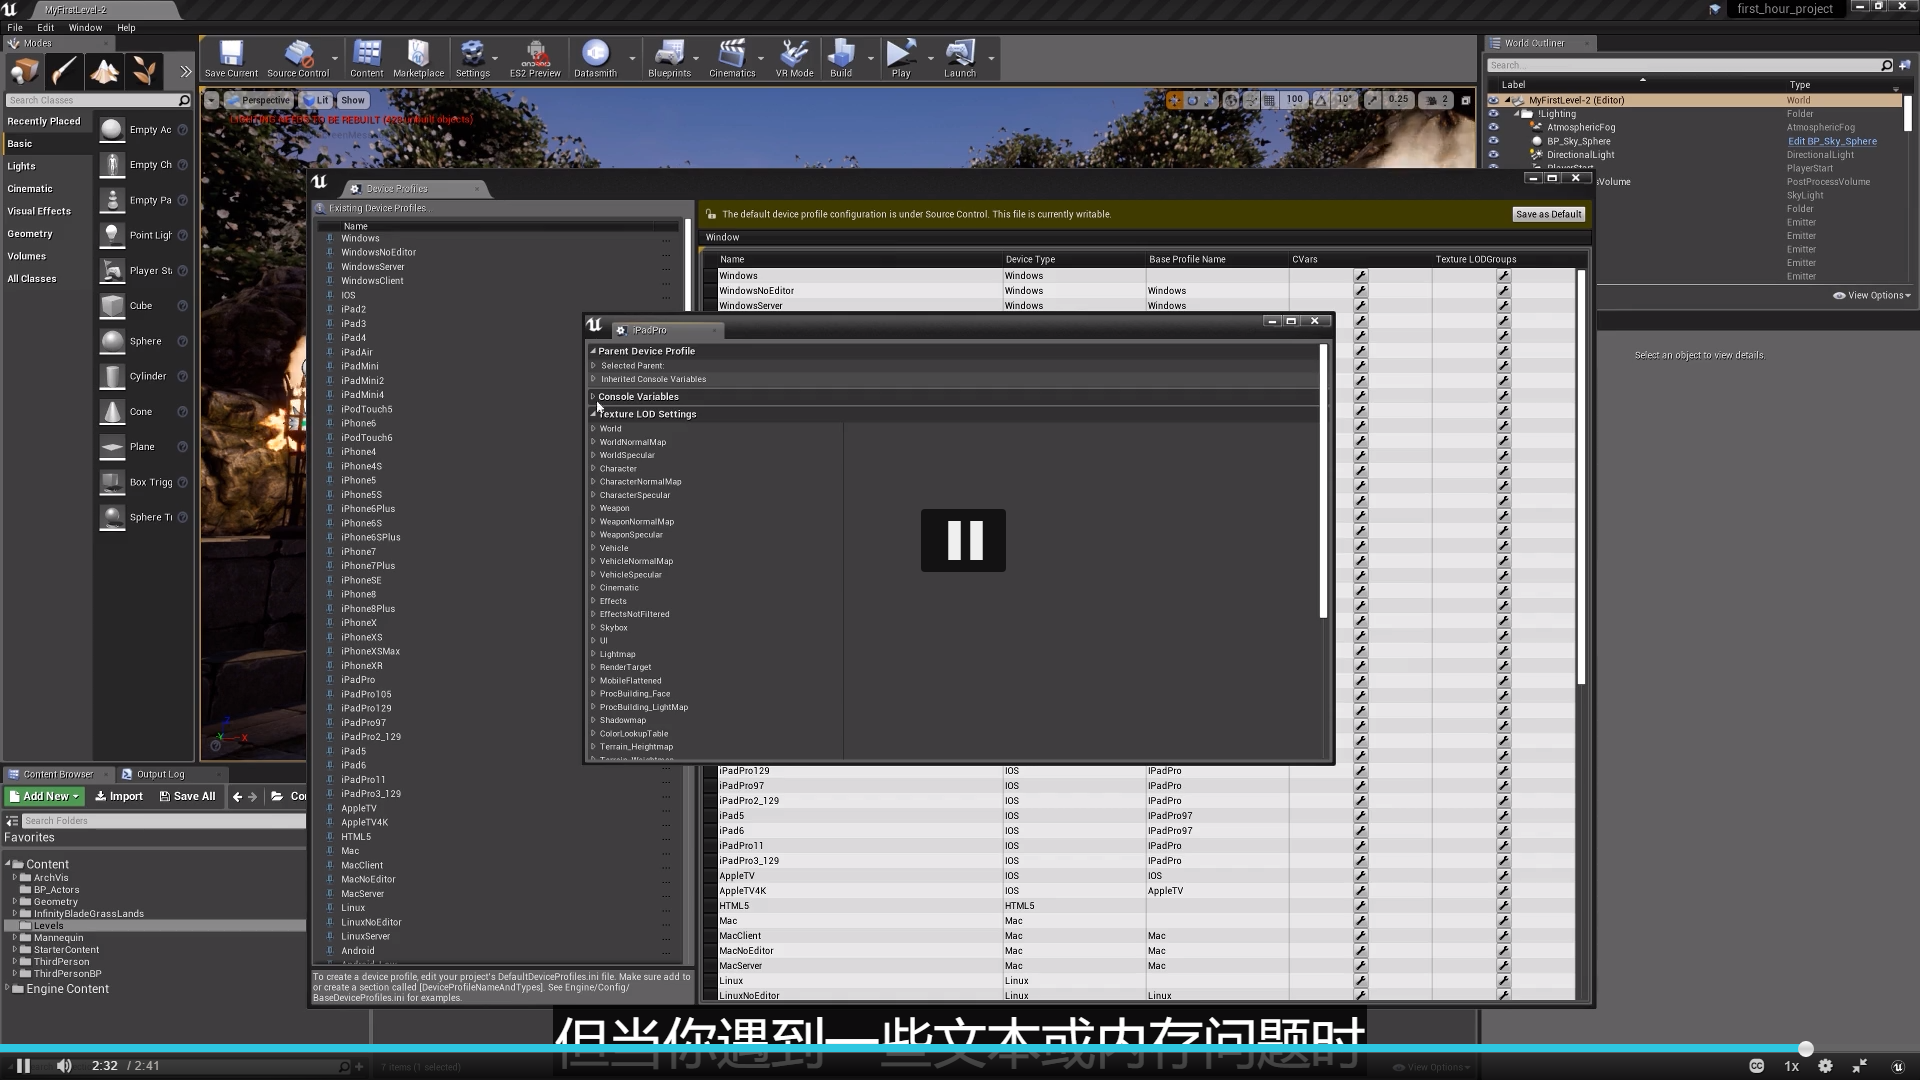 MyFirstLevel-2
first_hour_project
File Edit Window Help
Modes
World Outliner
Save Current
Source Control
Content
Marketplace
Settings
ES2 Preview
Datasmith
Blueprints
Cinematics
VR Mode
Build
Play
Launch
Search Classes
Recently Placed
Basic
Lights
Cinematic
Visual Effects
Geometry
Volumes
All Classes
Empty Ac
Empty Ch
Empty Pa
Point Ligh
Player St
Cube
Sphere
Cylinder
Cone
Plane
Box Trigg
Sphere Tr
Perspective Lit Show
100 10° 0.25 2
Search...
Label Type
MyFirstLevel-2 (Editor) World
!Lighting Folder
AtmosphericFog AtmosphericFog
BP_Sky_Sphere Edit BP_Sky_Sphere
DirectionalLight DirectionalLight
PlayerStart
sVolume PostProcessVolume
SkyLight
Folder
Emitter
Emitter
Emitter
Emitter
Emitter
View Options
Select an object to view details.
Device Profiles
Existing Device Profiles..
Name
Windows
WindowsNoEditor
WindowsServer
WindowsClient
IOS
iPad2
iPad3
iPad4
iPadAir
iPadMini
iPadMini2
iPadMini4
iPodTouch5
iPhone6
iPodTouch6
iPhone4
iPhone4S
iPhone5
iPhone5S
iPhone6Plus
iPhone6S
iPhone6SPlus
iPhone7
iPhone7Plus
iPhoneSE
iPhone8
iPhone8Plus
iPhoneX
iPhoneXS
iPhoneXSMax
iPhoneXR
iPadPro
iPadPro105
iPadPro129
iPadPro97
iPadPro2_129
iPad5
iPad6
iPadPro11
iPadPro3_129
AppleTV
AppleTV4K
HTML5
Mac
MacClient
MacNoEditor
MacServer
Linux
LinuxNoEditor
LinuxServer
Android
To create a device profile, edit your project's DefaultDeviceProfiles.ini file. Make sure add to
or create a section called [DeviceProfileNameAndTypes]. See Engine/Config/
BaseDeviceProfiles.ini for examples.
The default device profile configuration is under Source Control. This file is currently writable.
Save as Default
Window
Name Device Type Base Profile Name CVars Texture LODGroups
Windows Windows
WindowsNoEditor Windows Windows
WindowsServer Windows Windows
iPadPro
Parent Device Profile
Selected Parent:
Inherited Console Variables
Console Variables
Texture LOD Settings
World
WorldNormalMap
WorldSpecular
Character
CharacterNormalMap
CharacterSpecular
Weapon
WeaponNormalMap
WeaponSpecular
Vehicle
VehicleNormalMap
VehicleSpecular
Cinematic
Effects
EffectsNotFiltered
Skybox
UI
Lightmap
RenderTarget
MobileFlattened
ProcBuilding_Face
ProcBuilding_LightMap
Shadowmap
ColorLookupTable
Terrain_Heightmap
iPadPro129 IOS IPadPro
iPadPro97 IOS IPadPro
iPadPro2_129 IOS IPadPro
iPad5 IOS IPadPro97
iPad6 IOS IPadPro97
iPadPro11 IOS IPadPro
iPadPro3_129 IOS IPadPro
AppleTV IOS IOS
AppleTV4K IOS AppleTV
HTML5 HTML5
Mac Mac
MacClient Mac Mac
MacNoEditor Mac Mac
MacServer Mac Mac
Linux Linux
LinuxNoEditor Linux Linux
Content Browser
Output Log
Add New Import Save All Co
Search Folders
Favorites
Content
ArchVis
BP_Actors
Geometry
InfinityBladeGrassLands
Levels
Mannequin
StarterContent
ThirdPerson
ThirdPersonBP
Engine Content
但当你遇到一些文本或内存问题时
2:32 / 2:41
7 items (1 selected)
View Options
1x